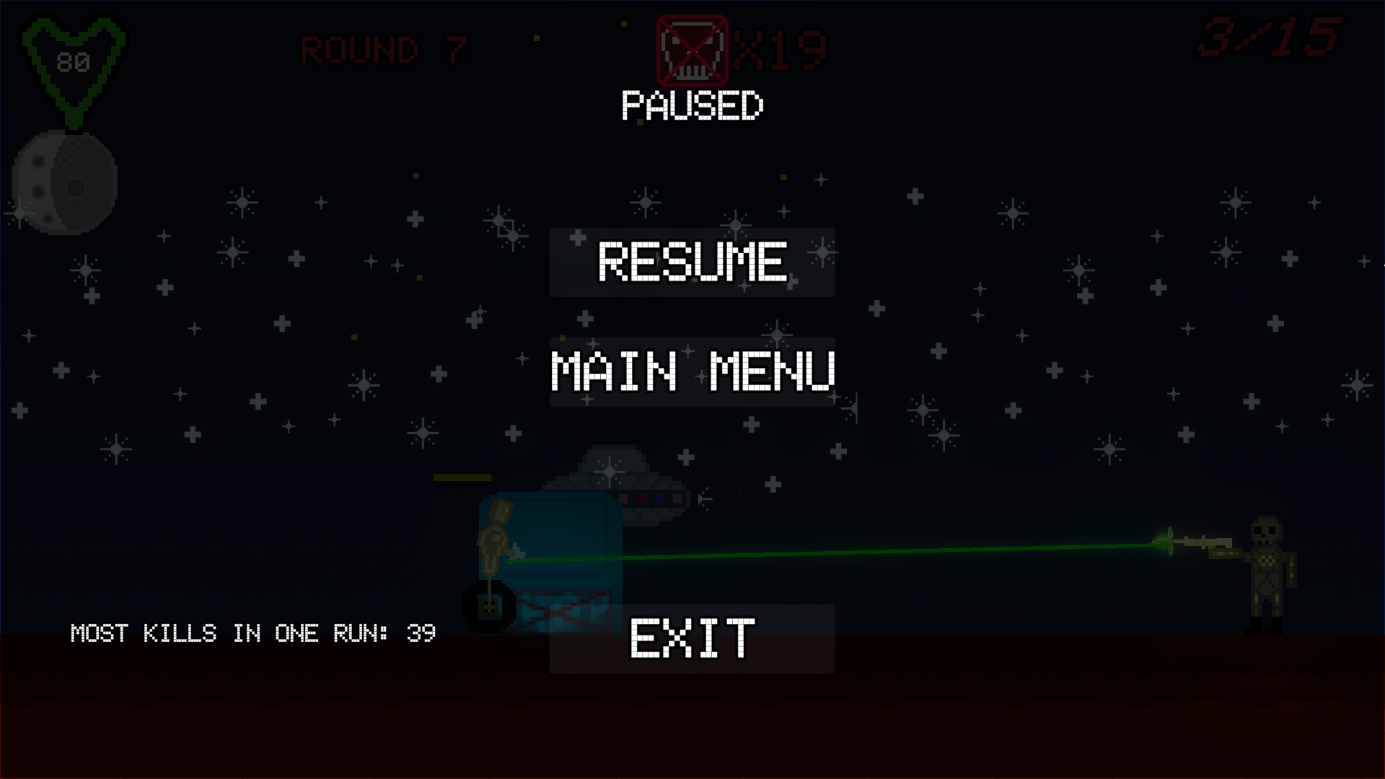 80
ROUND 7
X19
3/15
PAUSED
RESUME
MAIN MENU
MOST KILLS IN ONE RUN: 39
EXIT